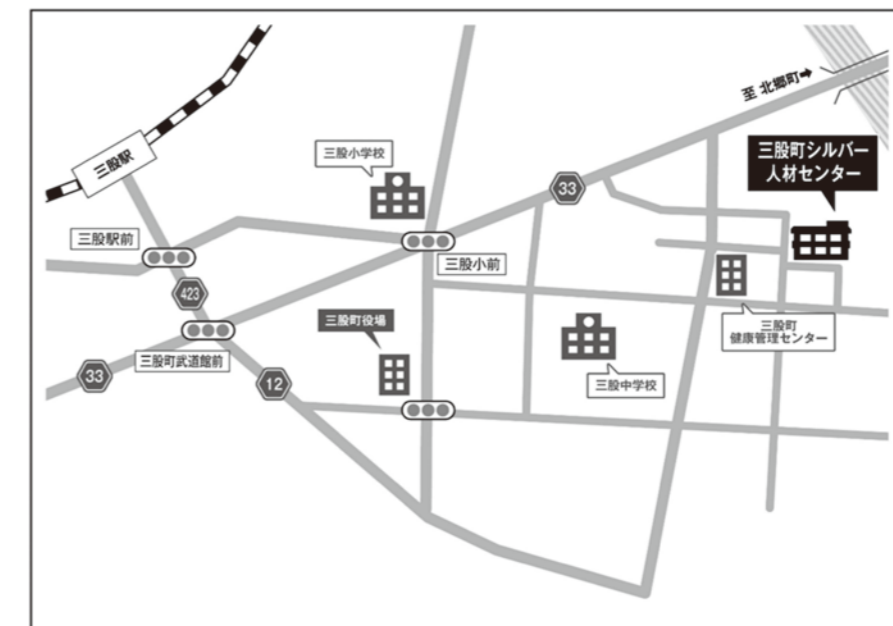 至 北郷町
三股町シルバー
人材センター
三股駅
三股小学校
33
三股駅前
三股小前
423
三股町役場
三股町
健康管理センター
三股町武道館前
33
12
三股中学校